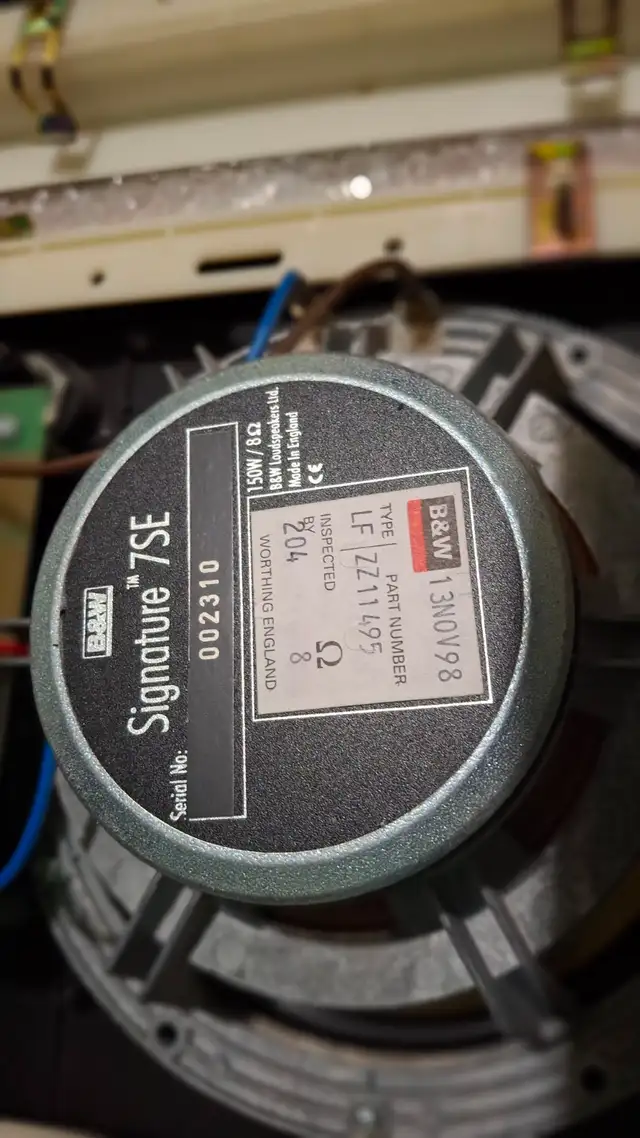 B&W
Signature™ 7SE
Serial No:
002310
150W / 8Ω
B&W Loudspeakers Ltd.
Made In England
CE
B&W 13NOV98
TYPE PART NUMBER
LF ZZ11495
INSPECTED
BY Ω
204 8
WORTHING ENGLAND